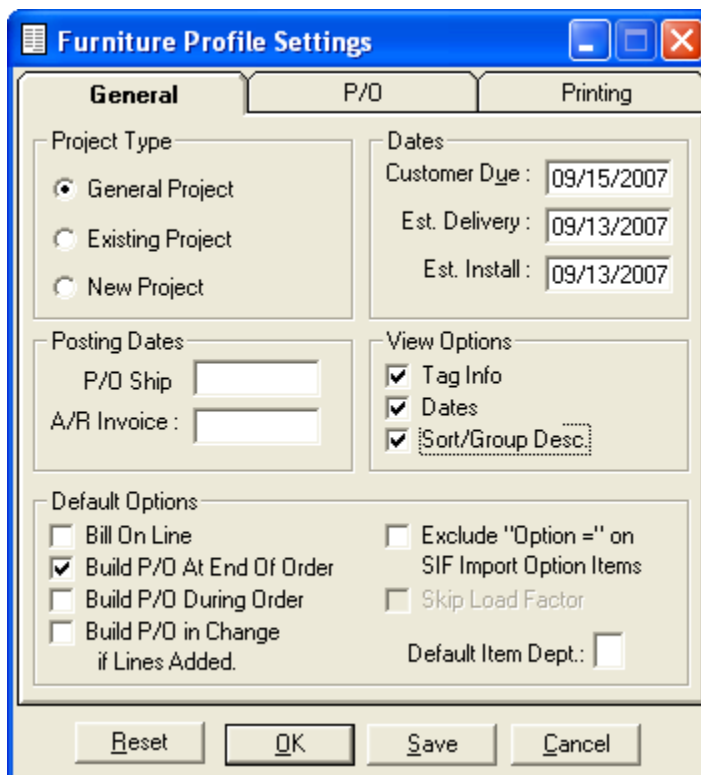 Furniture Profile Settings
General
P/O
Printing
Project Type
General Project
Existing Project
New Project
Dates
Customer Due : 09/15/2007
Est. Delivery : 09/13/2007
Est. Install : 09/13/2007
Posting Dates
P/O Ship
A/R Invoice :
View Options
Tag Info
Dates
Sort/Group Desc.
Default Options
Bill On Line
Build P/O At End Of Order
Build P/O During Order
Build P/O in Change
if Lines Added.
Exclude "Option =" on
SIF Import Option Items
Skip Load Factor
Default Item Dept.:
Reset
OK
Save
Cancel